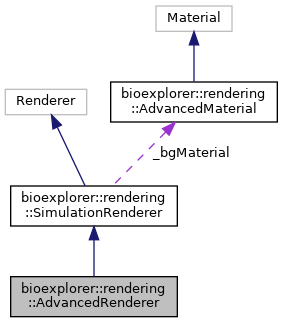 Material
bioexplorer::rendering
::AdvancedMaterial
Renderer
_bgMaterial
bioexplorer::rendering
::SimulationRenderer
bioexplorer::rendering
::AdvancedRenderer